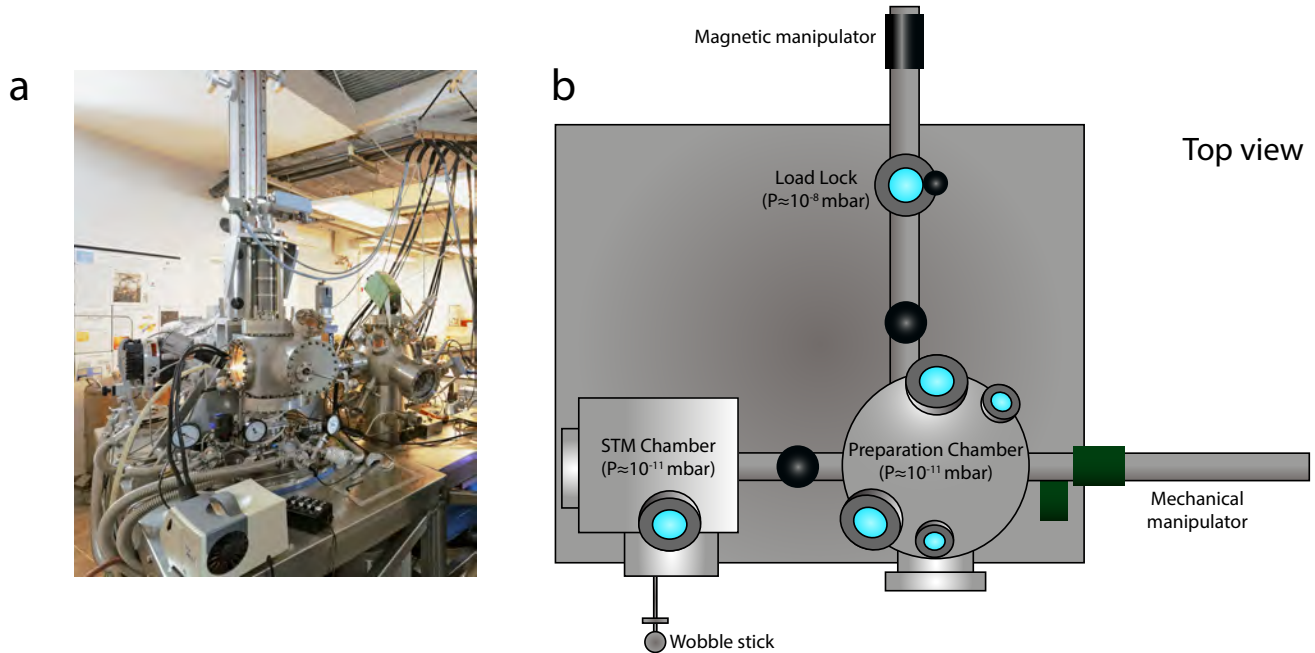 a
b
Magnetic manipulator
Top view
Load Lock
(P≈10⁻⁸ mbar)
STM Chamber
(P≈10⁻¹¹ mbar)
Preparation Chamber
(P≈10⁻¹¹ mbar)
Mechanical
manipulator
Wobble stick